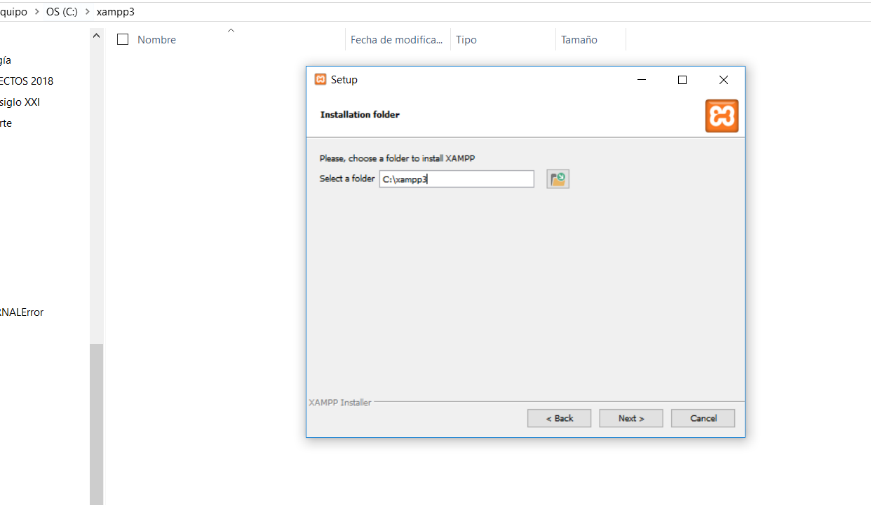 quipo > OS (C:) > xampp3
Nombre
Fecha de modifica...
Tipo
Tamaño
gía
ECTOS 2018
siglo XXI
rte
RNALError
Setup
Installation folder
Please, choose a folder to install XAMPP
Select a folder C:\xampp3
XAMPP Installer
< Back
Next >
Cancel